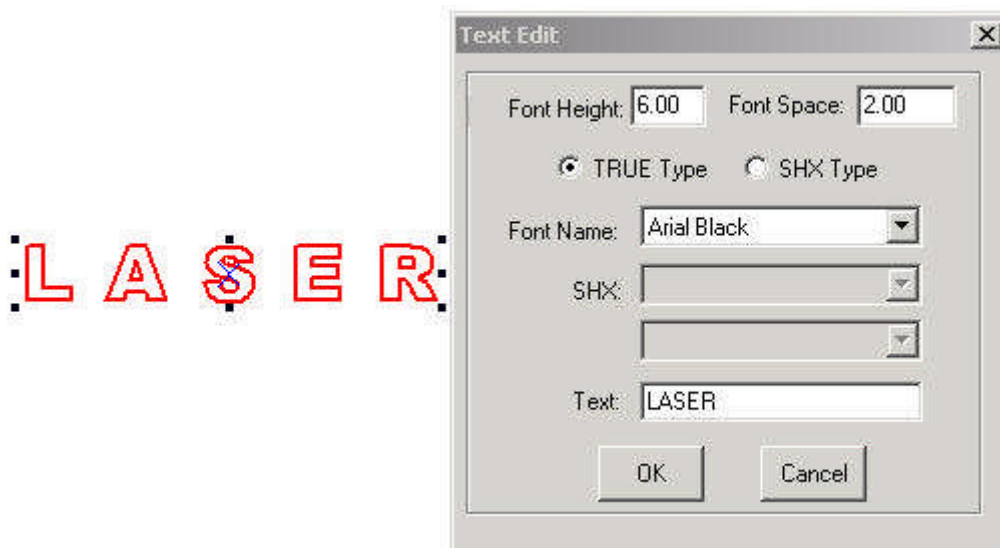 Text Edit
Font Height: 6.00 Font Space: 2.00
TRUE Type SHX Type
LASER
Font Name: Arial Black
SHX:
Text: LASER
OK Cancel